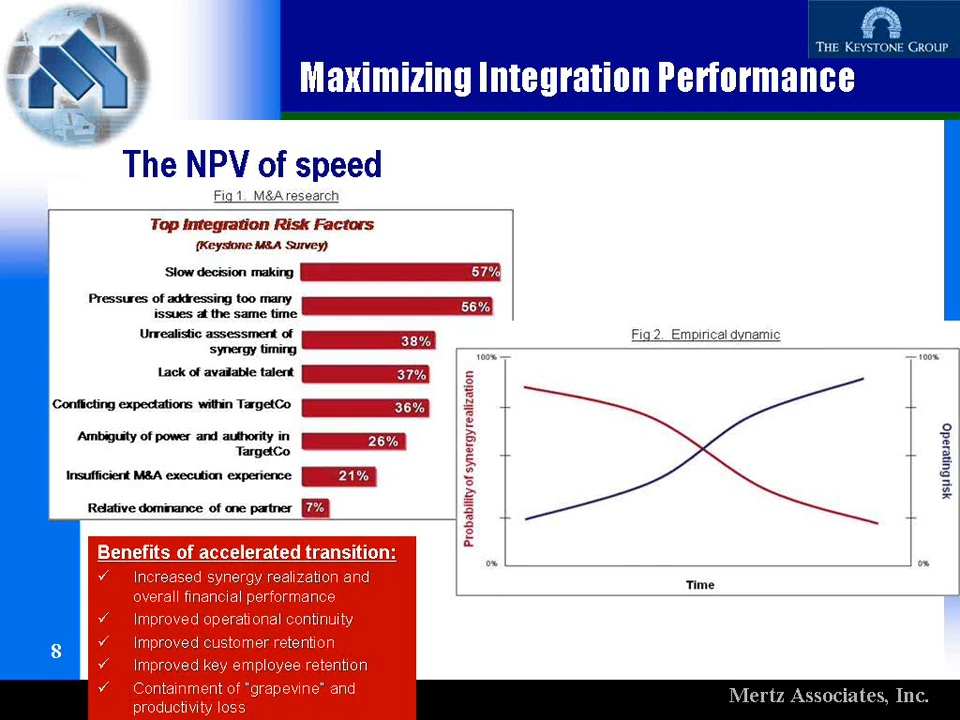 THE KEYSTONE GROUP
Maximizing Integration Performance
The NPV of speed
Fig 1. M&A research
Top Integration Risk Factors
(Keystone M&A Survey)
Slow decision making 57%
Pressures of addressing too many
issues at the same time 56%
Unrealistic assessment of
synergy timing 38%
Lack of available talent 37%
Conflicting expectations within TargetCo 36%
Ambiguity of power and authority in
TargetCo 26%
Insufficient M&A execution experience 21%
Relative dominance of one partner 7%
Fig 2. Empirical dynamic
100%
100%
Probability of synergy realization
Operating risk
0%
0%
Time
Benefits of accelerated transition:
✓ Increased synergy realization and
overall financial performance
✓ Improved operational continuity
✓ Improved customer retention
✓ Improved key employee retention
✓ Containment of "grapevine" and
productivity loss
8
Mertz Associates, Inc.